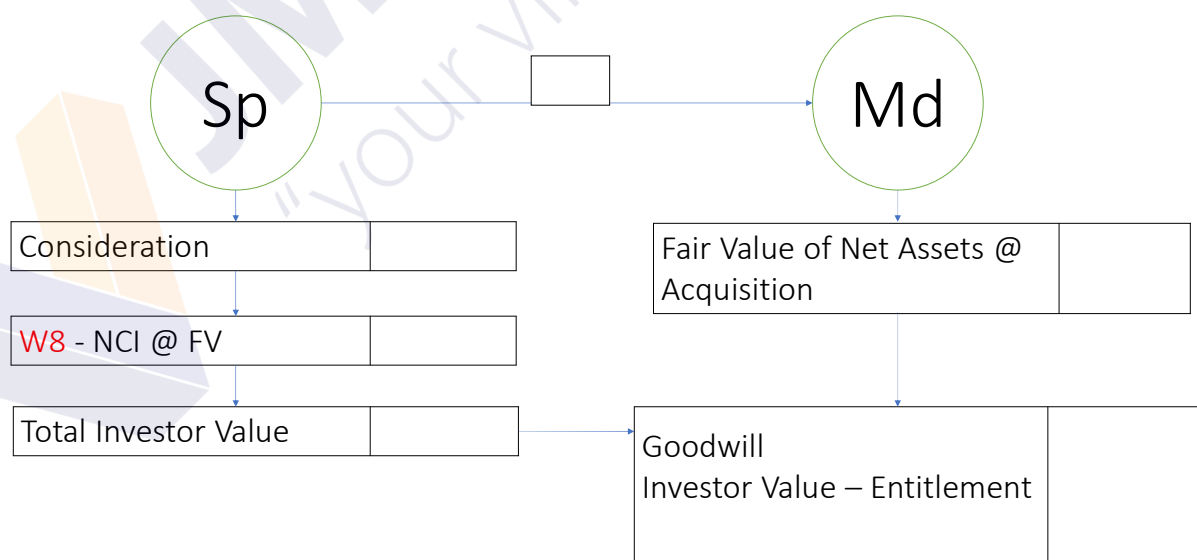 Sp
Md
Consideration
Fair Value of Net Assets @
Acquisition
W8 - NCI @ FV
Total Investor Value
Goodwill
Investor Value – Entitlement
"your